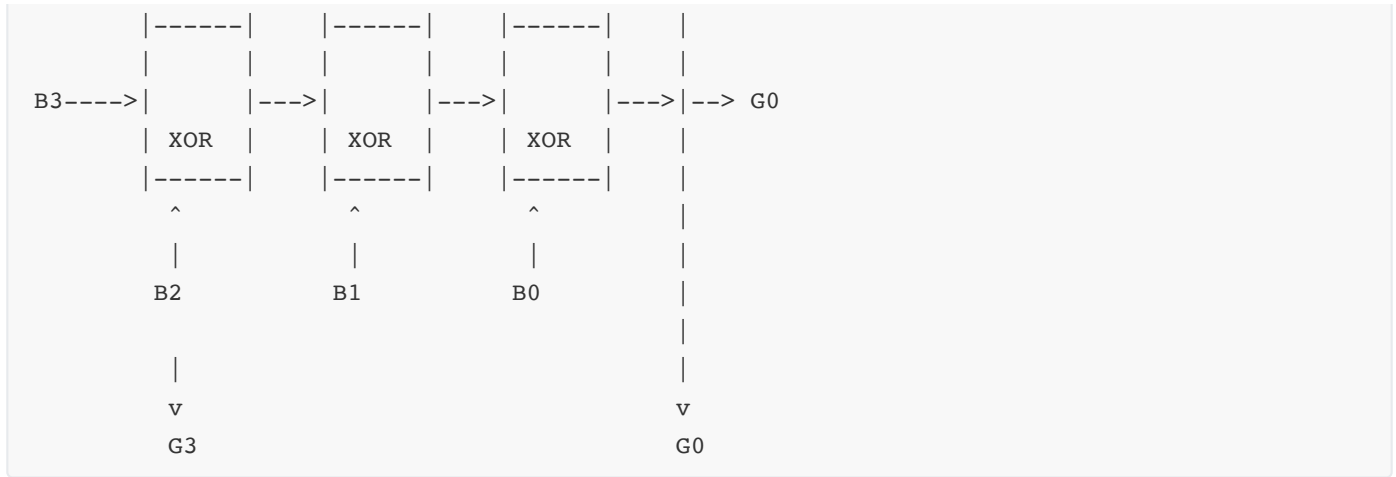 |------|    |------|    |------|    |
|      |    |      |    |      |    |
B3---->|      |--->|      |--->|      |--->|--> G0
| XOR  |    | XOR  |    | XOR  |    |
|------|    |------|    |------|    |
^           ^           ^         |
|           |           |         |
B2          B1          B0          |
|
|                                 |
v                                 v
G3                                G0